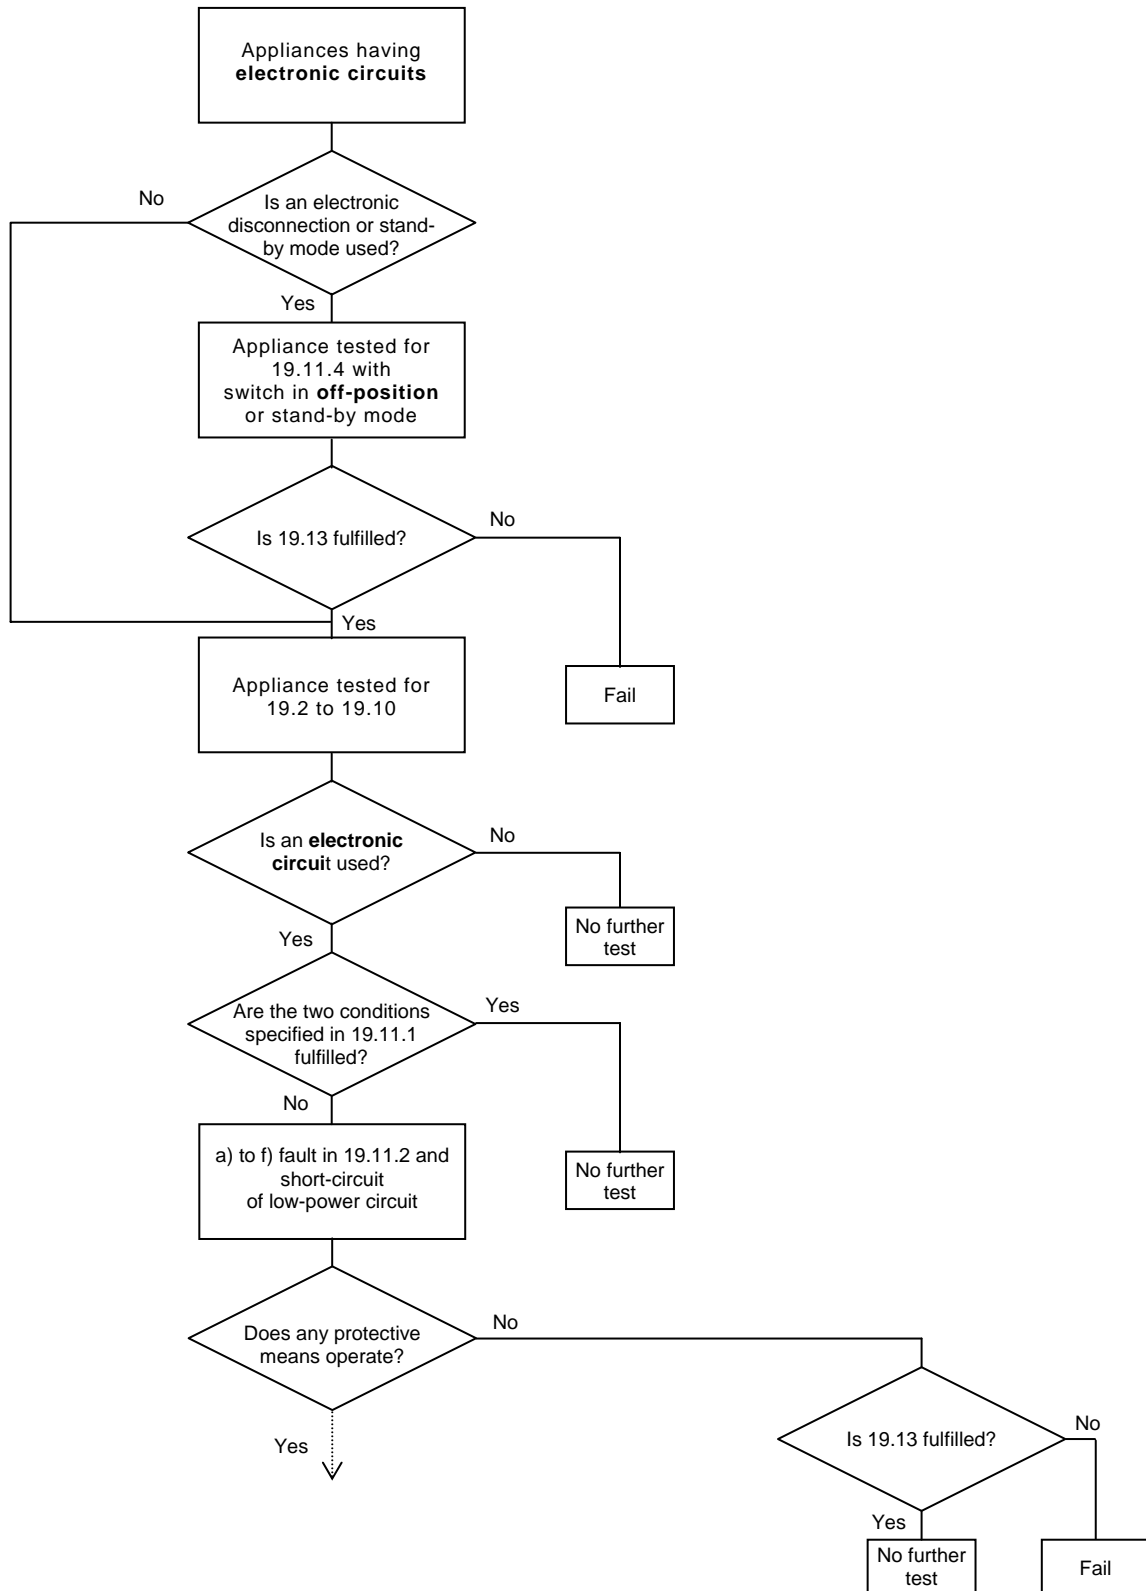 Appliances having
electronic circuits
No
Is an electronic
disconnection or stand-
by mode used?
Yes
Appliance tested for
19.11.4 with
switch in off-position
or stand-by mode
Is 19.13 fulfilled?
No
Yes
Appliance tested for
19.2 to 19.10
Fail
Is an electronic
circuit used?
No
No further
test
Yes
Are the two conditions
specified in 19.11.1
fulfilled?
Yes
No
No further
test
a) to f) fault in 19.11.2 and
short-circuit
of low-power circuit
Does any protective
means operate?
No
Yes
Is 19.13 fulfilled?
No
Yes
No further
test
Fail